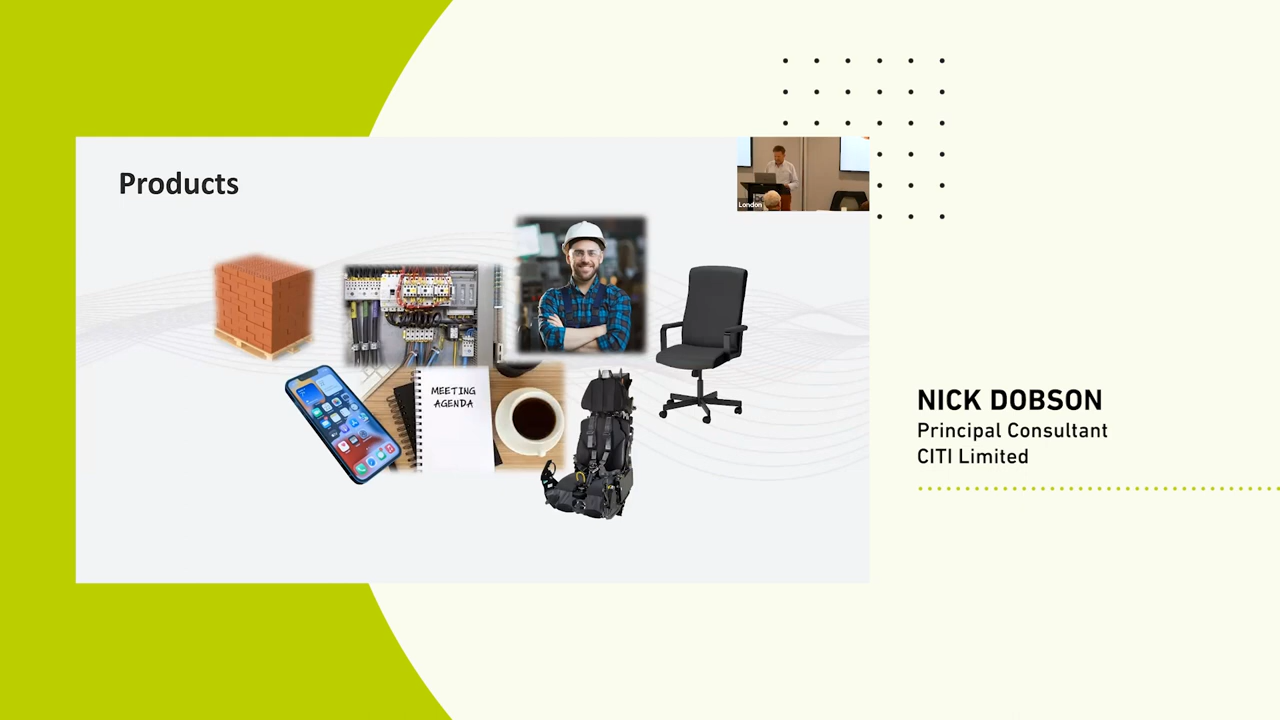 Products
London
MEETING
AGENDA
NICK DOBSON
Principal Consultant
CITI Limited